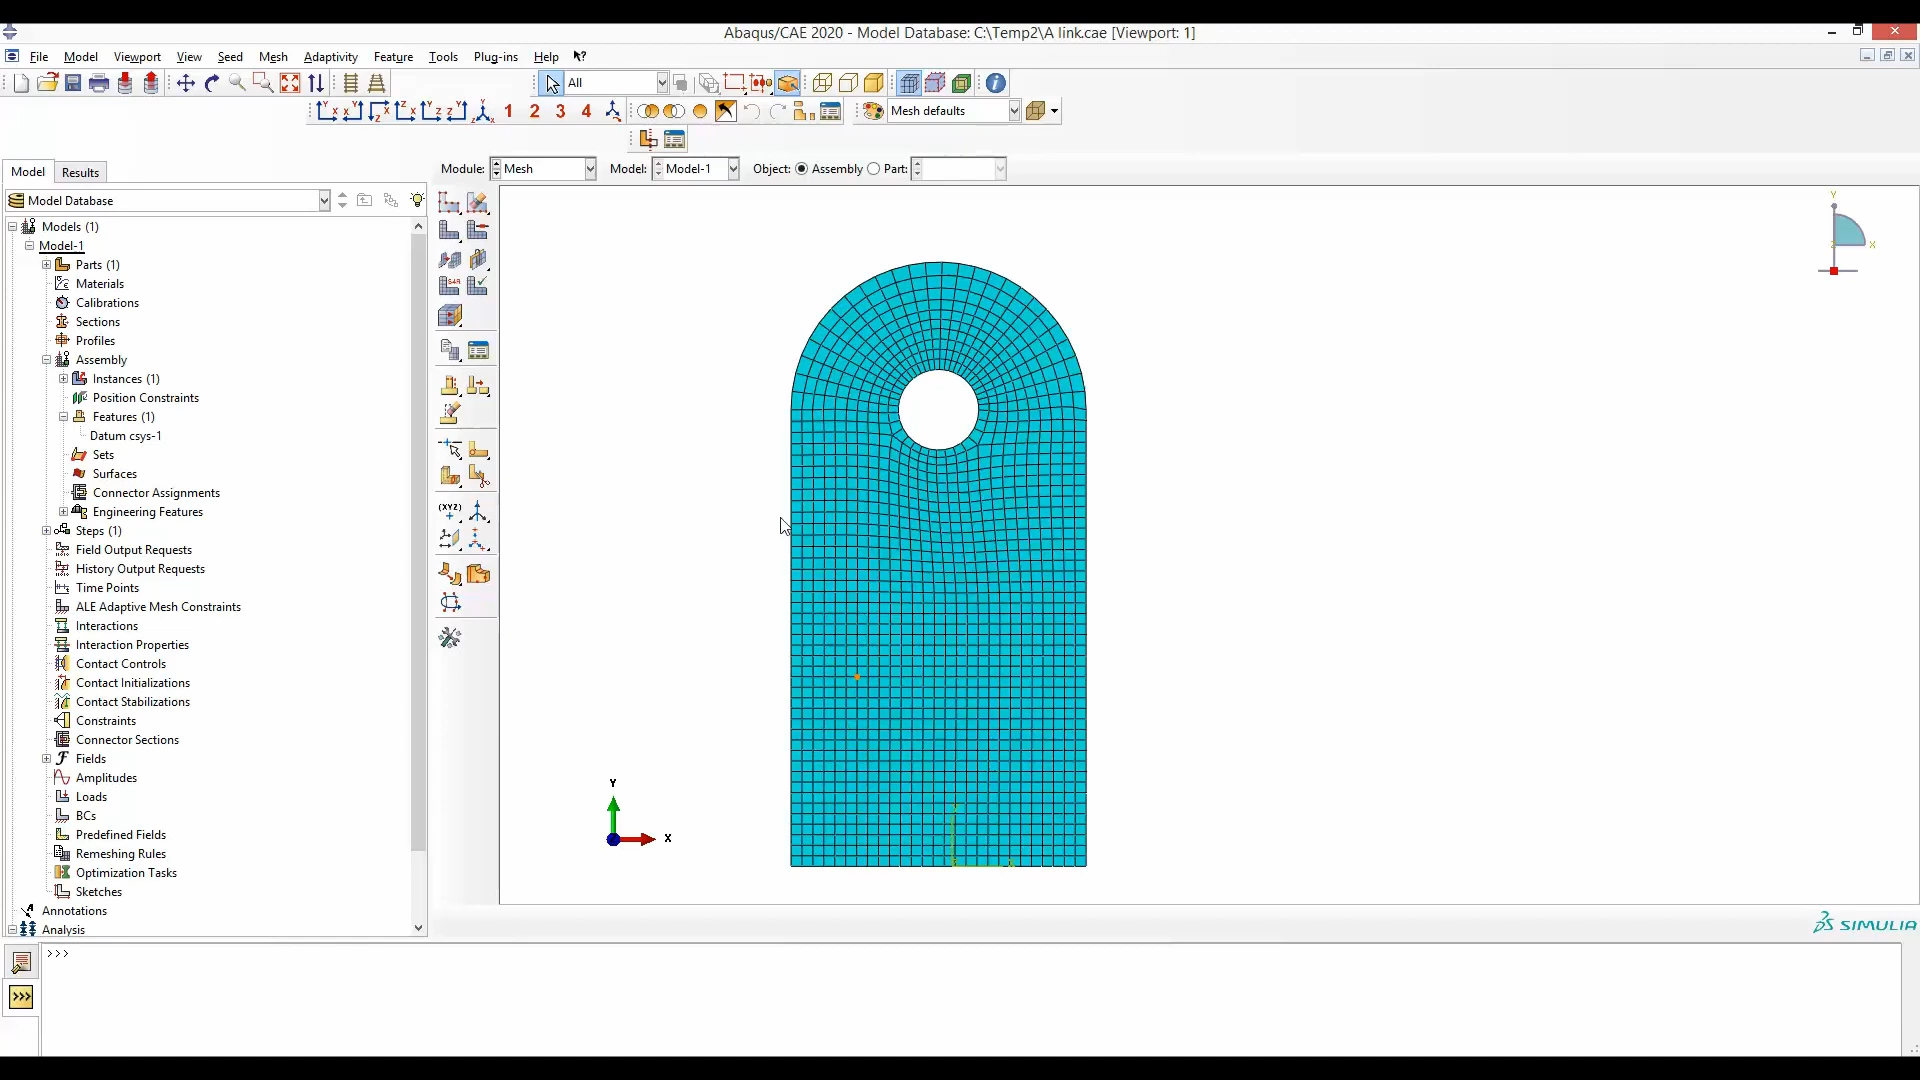 Abaqus/CAE 2020 - Model Database: C:\Temp2\A link.cae [Viewport: 1]
File Model Viewport View Seed Mesh Adaptivity Feature Tools Plug-ins Help
All
1 2 3 4 Mesh defaults
Model Results
Module: Mesh Model: Model-1 Object: Assembly Part:
Model Database
Models (1)
Model-1
Parts (1)
Materials
Calibrations
Sections
Profiles
Assembly
Instances (1)
Position Constraints
Features (1)
Datum csys-1
Sets
Surfaces
Connector Assignments
Engineering Features
Steps (1)
Field Output Requests
History Output Requests
Time Points
ALE Adaptive Mesh Constraints
Interactions
Interaction Properties
Contact Controls
Contact Initializations
Contact Stabilizations
Constraints
Connector Sections
Fields
Amplitudes
Loads
BCs
Predefined Fields
Remeshing Rules
Optimization Tasks
Sketches
Annotations
Analysis
S4R
(XYZ)
Y
X
Y
X
Z
SIMULIA
>>>
>>>